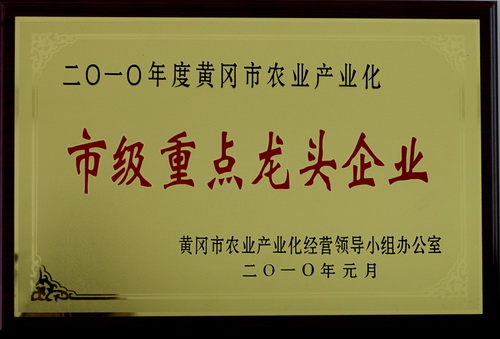 二〇一〇年度黄冈市农业产业化
市级重点龙头企业
黄冈市农业产业化经营领导小组办公室
二〇一〇年元月